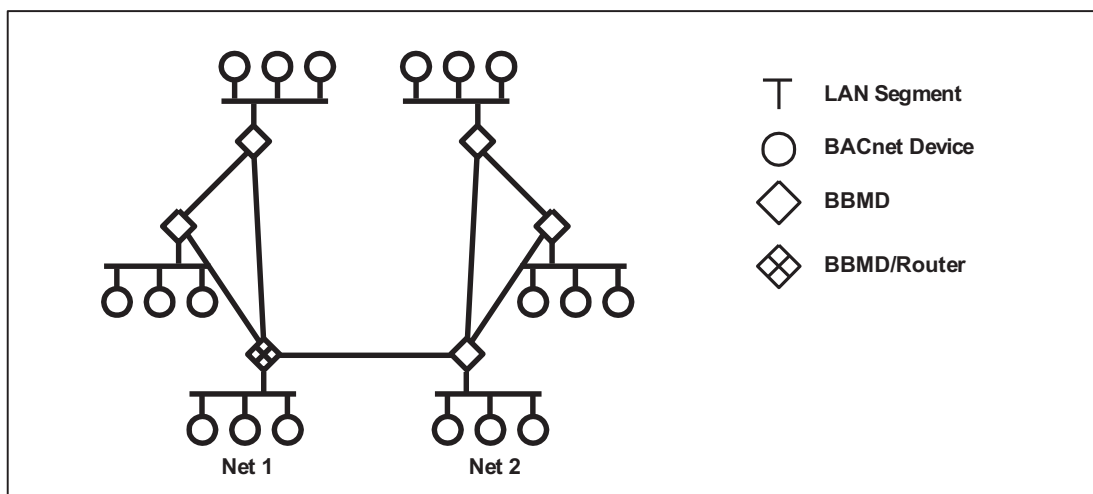 LAN Segment
BACnet Device
BBMD
BBMD/Router
Net 1
Net 2